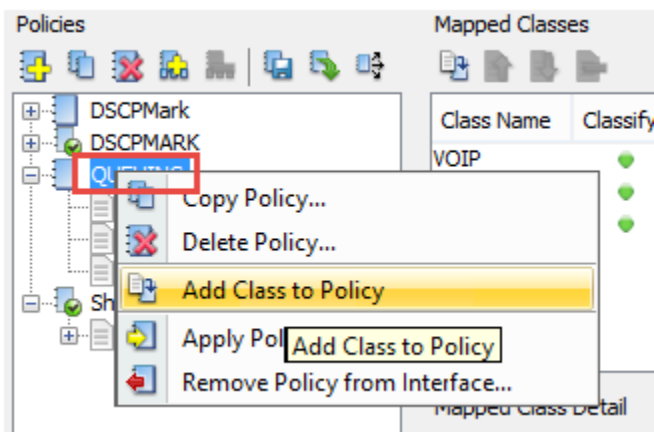 Policies
Mapped Classes
Class Name Classify
DSCPMark
DSCPMARK
VOIP
Copy Policy...
Delete Policy...
Add Class to Policy
Sh
Apply Pol
Add Class to Policy
Remove Policy from Interface...
Mapped Class Detail